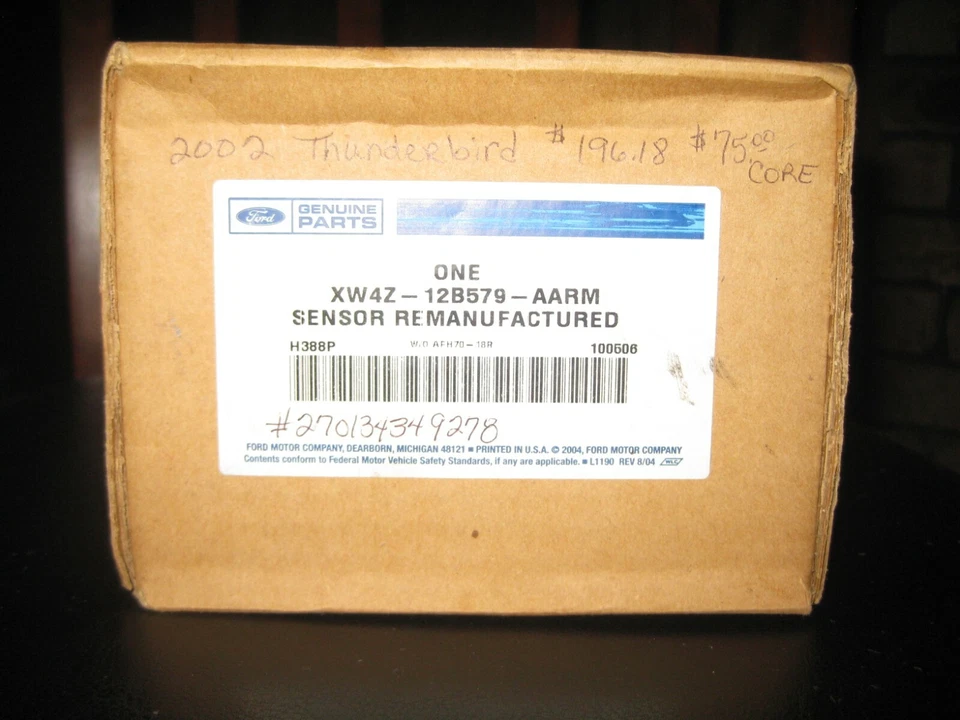 2002 Thunderbird $196.18 $75.00
CORE
Ford GENUINE PARTS
ONE
XW4Z-12B579-AARM
SENSOR REMANUFACTURED
H388P W/O AFH70-18R 100606
#270134349278
FORD MOTOR COMPANY, DEARBORN, MICHIGAN 48121 ■ PRINTED IN U.S.A. © 2004, FORD MOTOR COMPANY
Contents conform to Federal Motor Vehicle Safety Standards, if any are applicable. ■ L1190 REV 8/04